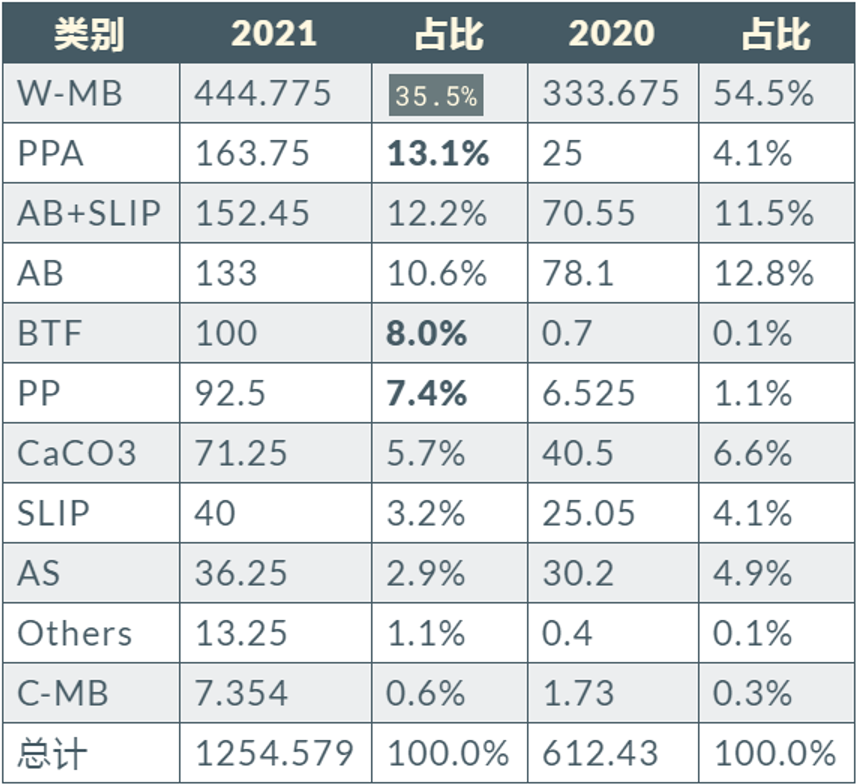 类别 2021 占比 2020 占比
W-MB 444.775 35.5% 333.675 54.5%
PPA 163.75 13.1% 25 4.1%
AB+SLIP 152.45 12.2% 70.55 11.5%
AB 133 10.6% 78.1 12.8%
BTF 100 8.0% 0.7 0.1%
PP 92.5 7.4% 6.525 1.1%
CaCO3 71.25 5.7% 40.5 6.6%
SLIP 40 3.2% 25.05 4.1%
AS 36.25 2.9% 30.2 4.9%
Others 13.25 1.1% 0.4 0.1%
C-MB 7.354 0.6% 1.73 0.3%
总计 1254.579 100.0% 612.43 100.0%